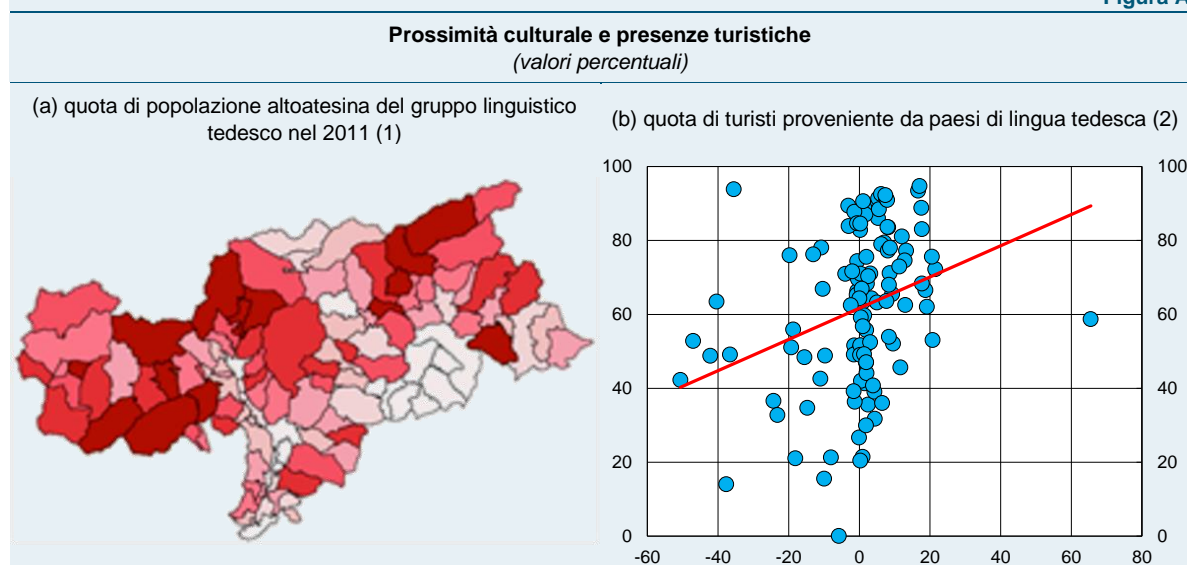 Figura A
Prossimità culturale e presenze turistiche
(valori percentuali)
(a) quota di popolazione altoatesina del gruppo linguistico
tedesco nel 2011 (1)
(b) quota di turisti proveniente da paesi di lingua tedesca (2)
100 100
80 80
60 60
40 40
20 20
0 0
-60 -40 -20 0 20 40 60 80